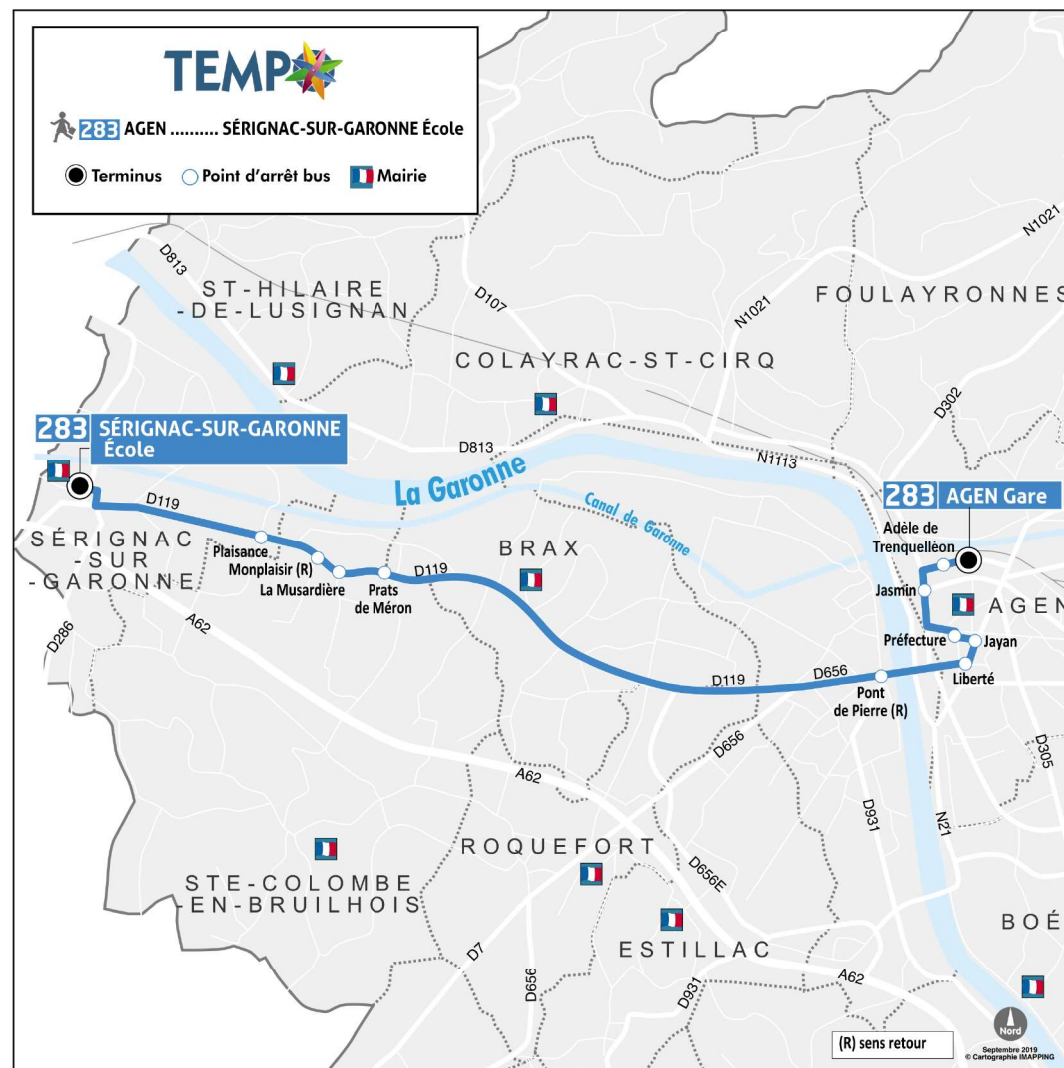 TEMPO
283 AGEN .......... SÉRIGNAC-SUR-GARONNE École
Terminus
Point d'arrêt bus
Mairie
D813
N1021
ST-HILAIRE
-DE-LUSIGNAN
D107
N1021
FOULAYRONNES
COLAYRAC-ST-CIRQ
D302
283 SÉRIGNAC-SUR-GARONNE
École
D813
N1113
La Garonne
Canal de Garonne
283 AGEN Gare
D119
Adèle de
Trenquelléon
SÉRIGNAC
-SUR
-GARONNE
Plaisance
Monplaisir (R)
La Musardière
Prats
de Méron
D119
BRAX
Jasmin
AGEN
Préfecture
Jayan
Liberté
D286
A62
D119
D656
Pont
de Pierre (R)
D656
D305
A62
D931
N21
ROQUEFORT
D656E
STE-COLOMBE
-EN-BRUILHOIS
ESTILLAC
BOÉ
D7
D656
D931
A62
(R) sens retour
Nord
Septembre 2019
© Cartographie IMAPPING